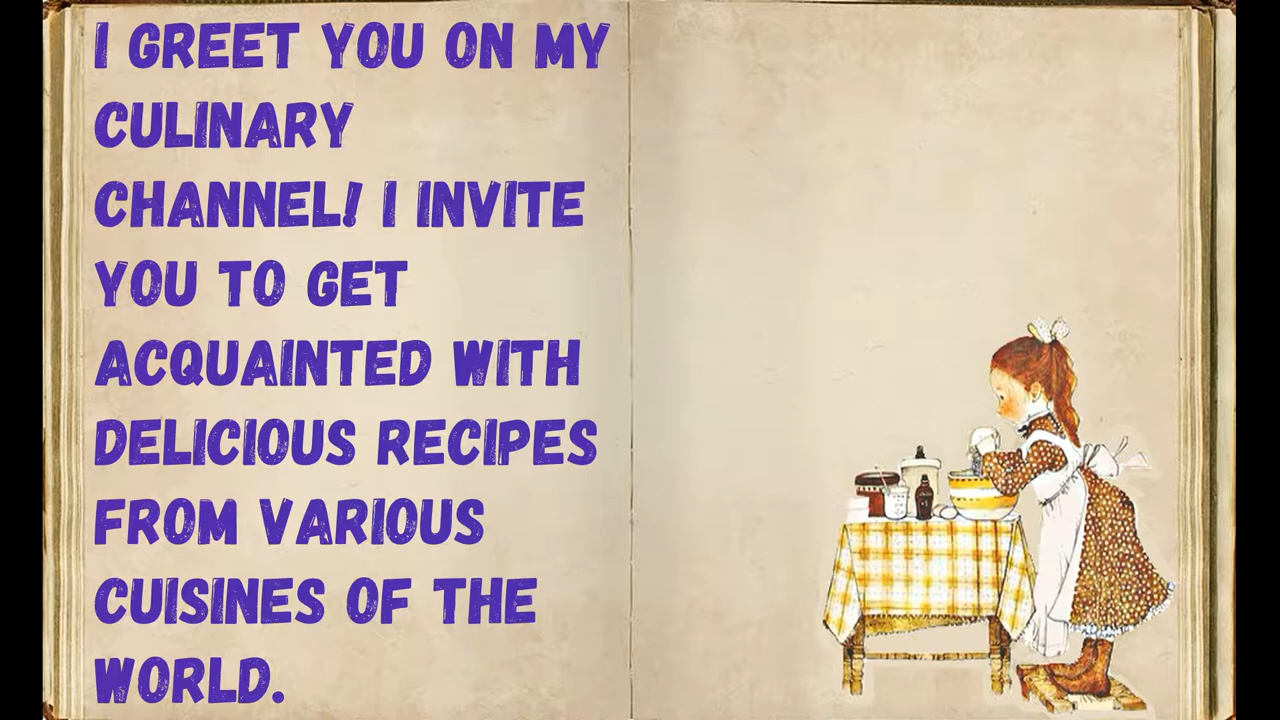 I GREET YOU ON MY
CULINARY
CHANNEL! I INVITE
YOU TO GET
ACQUAINTED WITH
DELICIOUS RECIPES
FROM VARIOUS
CUISINES OF THE
WORLD.